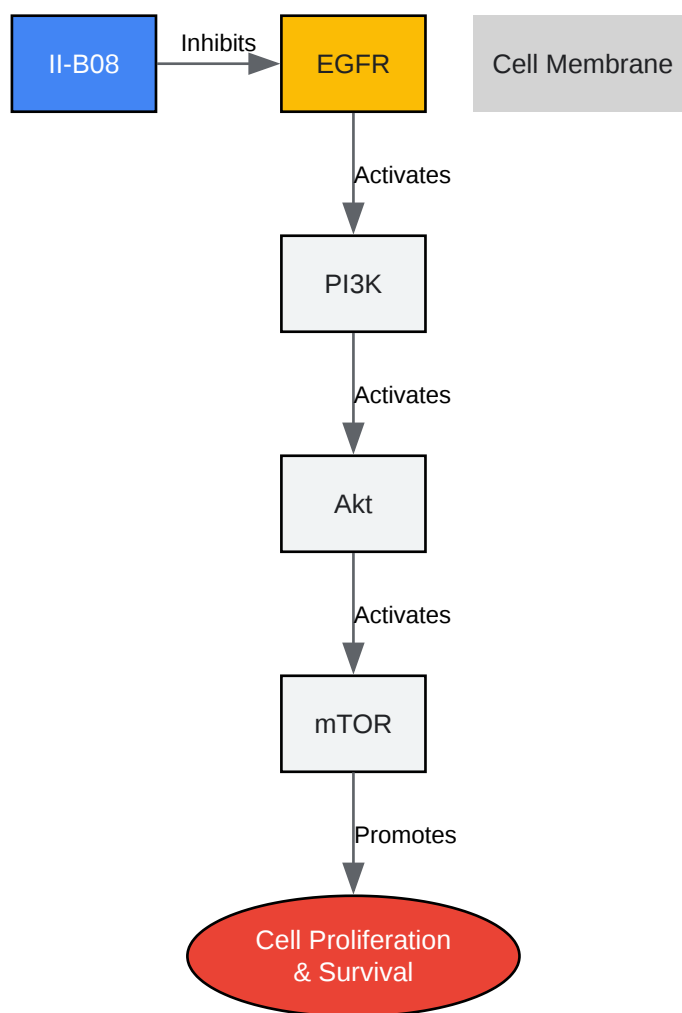 II-B08
Inhibits
EGFR
Cell Membrane
Activates
PI3K
Activates
Akt
Activates
mTOR
Promotes
Cell Proliferation
& Survival